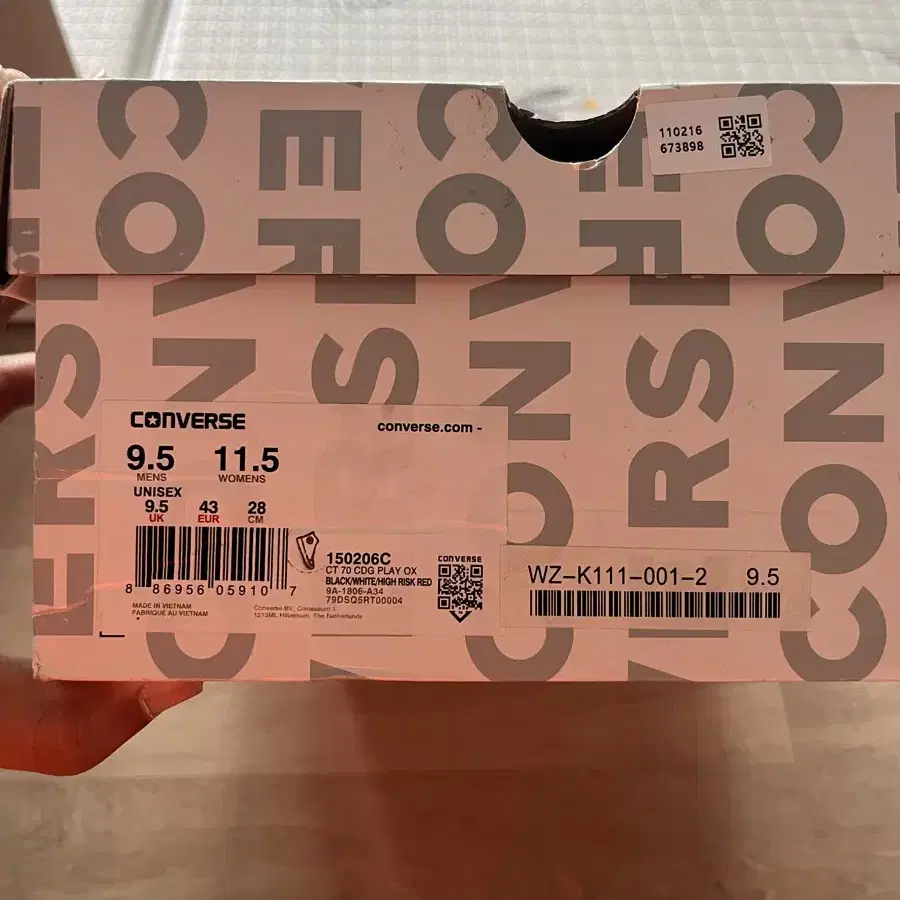 110216
673898
CONVERSE
converse.com -
9.5 11.5
MENS WOMENS
UNISEX
9.5 43 28
UK EUR CM
8 86956 05910 7
150206C
CT 70 CDG PLAY OX
BLACK/WHITE/HIGH RISK RED
9A-1806-A34
79DSQ5RT00004
CONVERSE
MADE IN VIETNAM
FABRIQUE AU VIETNAM
Converse BV, Colosseum 1
1213ML Hilversum, The Netherlands
WZ-K111-001-2 9.5